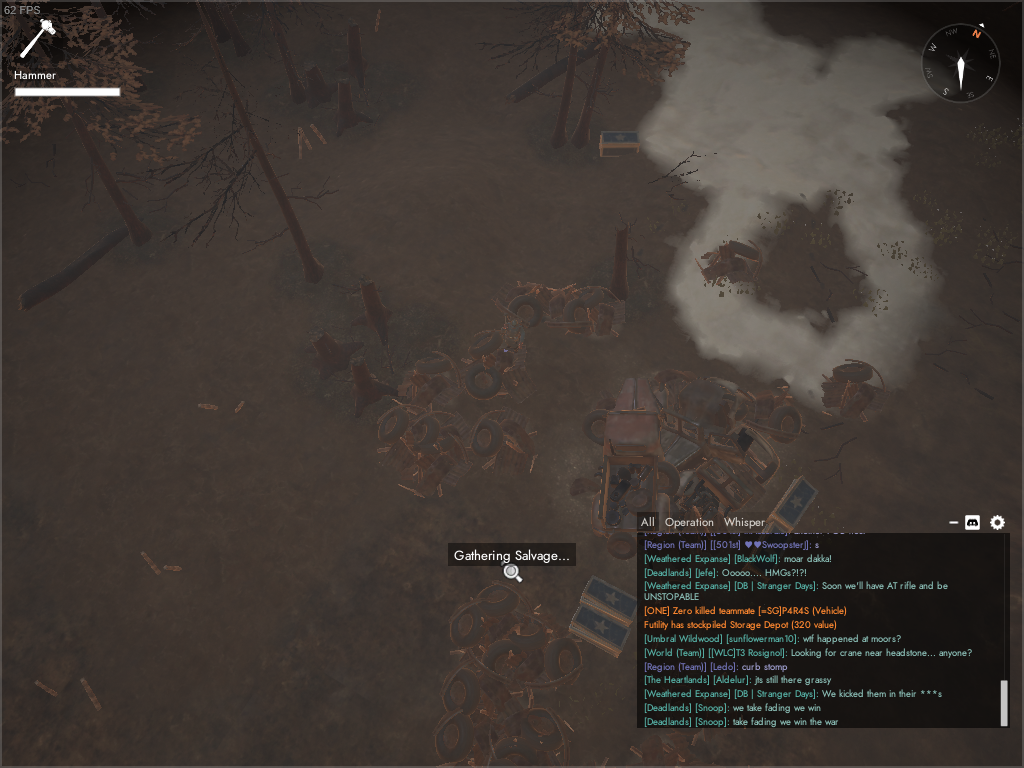 62 FPS
Hammer
N
NW
NE
W
E
S
SE
Gathering Salvage...
All Operation Whisper
[Region (Team)] [[501st] ♥♥Swoopster]]: s
[Weathered Expanse] [BlackWolf]: moar dakka!
[Deadlands] [Jefe]: Ooooo.... HMGs?!?!
[Weathered Expanse] [DB | Stranger Days]: Soon we'll have AT rifle and be
UNSTOPABLE
[ONE] Zero killed teammate [=SG]P4R4S (Vehicle)
Futility has stockpiled Storage Depot (320 value)
[Umbral Wildwood] [sunflowerman10]: wtf happened at moors?
[World (Team)] [[WLC]T3 Rosignol]: Looking for crane near headstone... anyone?
[Region (Team)] [Ledo]: curb stomp
[The Heartlands] [Aldelur]: jts still there grassy
[Weathered Expanse] [DB | Stranger Days]: We kicked them in their ***s
[Deadlands] [Snoop]: we take fading we win
[Deadlands] [Snoop]: take fading we win the war